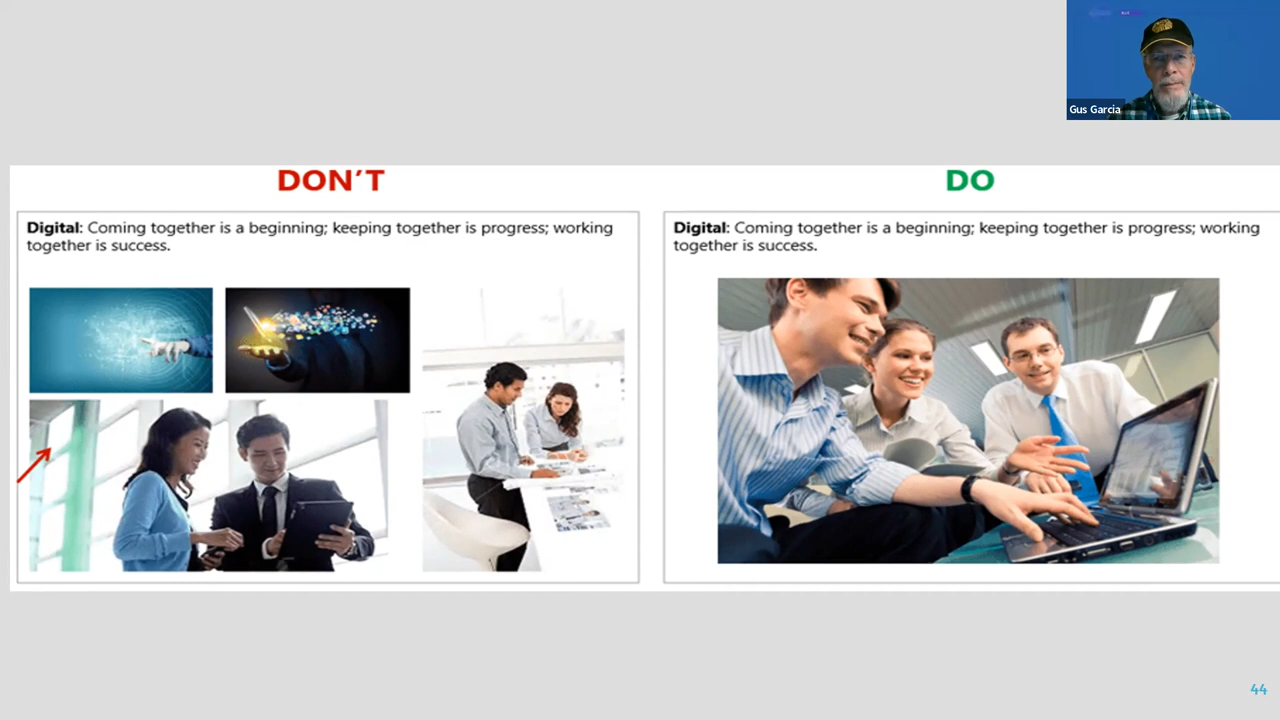 Gus Garcia
DON'T
Digital: Coming together is a beginning; keeping together is progress; working
together is success.
DO
Digital: Coming together is a beginning; keeping together is progress; working
together is success.
44